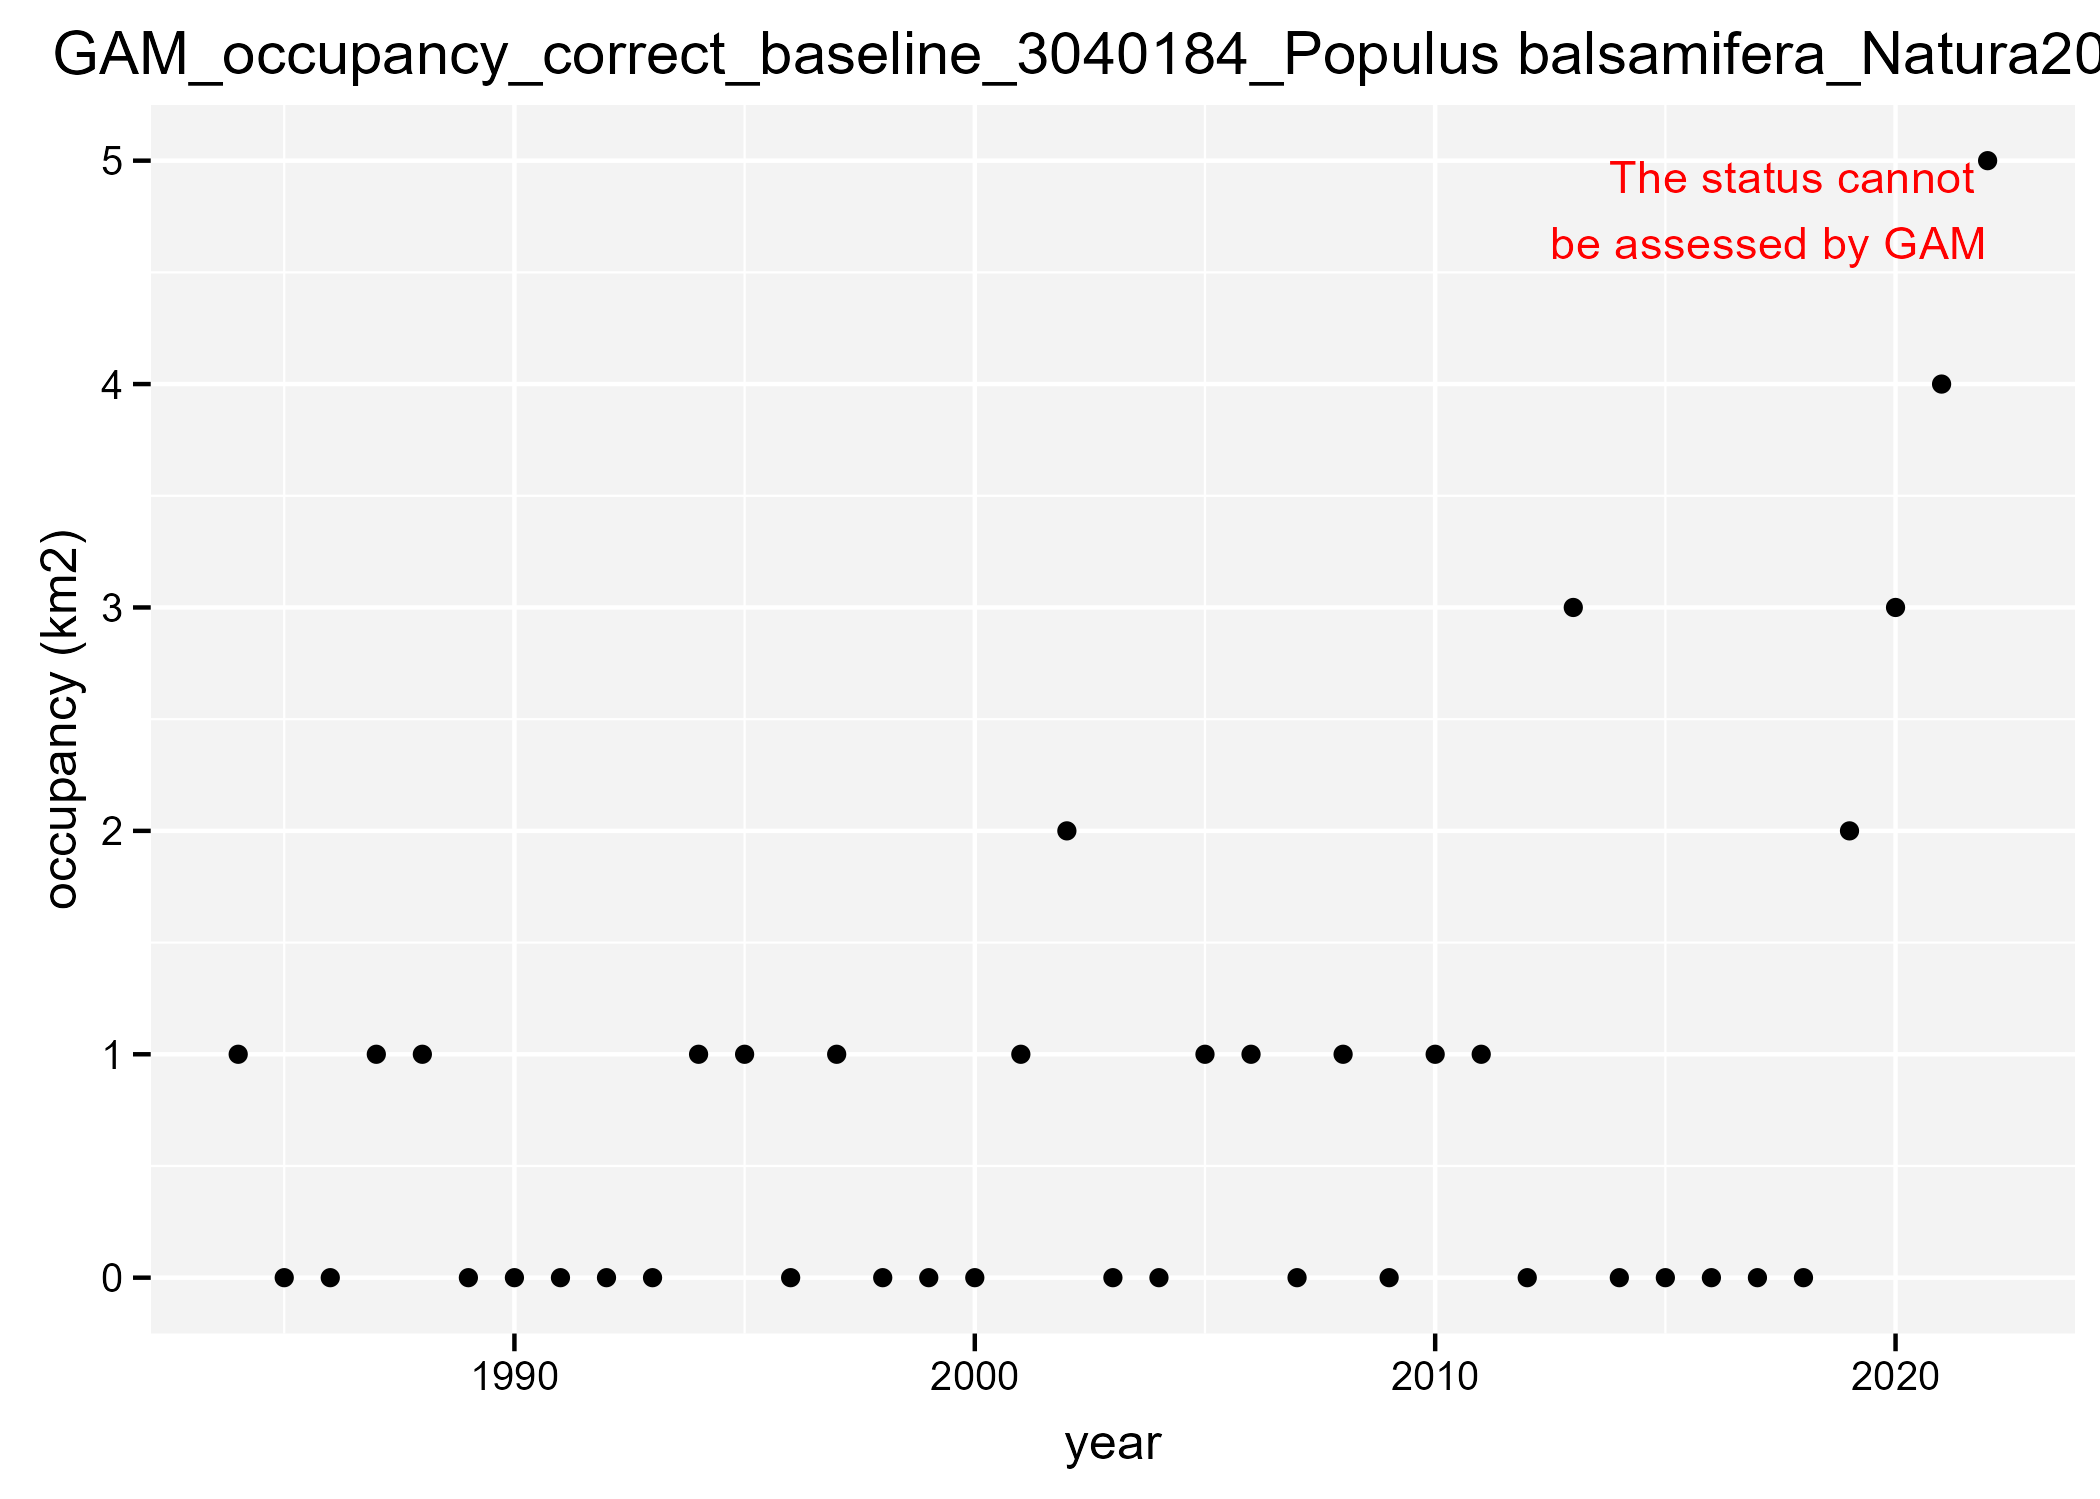 GAM_occupancy_correct_baseline_3040184_Populus balsamifera_Natura20
5
The status cannot
be assessed by GAM
4
3
2
1
0
occupancy (km2)
1990 2000 2010 2020
year